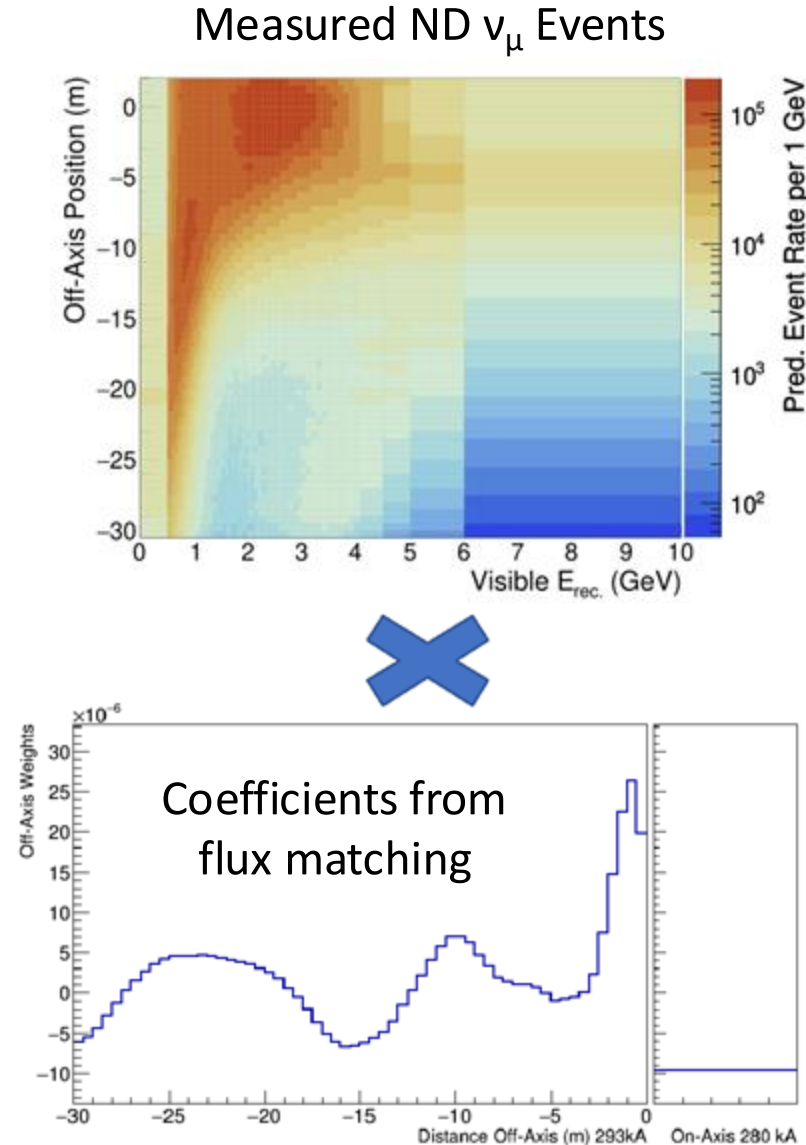 Measured ND νμ Events
Off-Axis Position (m)
0
−5
−10
−15
−20
−25
−30
0 1 2 3 4 5 6 7 8 9 10
Visible Erec. (GeV)
10⁵
10⁴
10³
10²
Pred. Event Rate per 1 GeV
×10⁻⁶
Off-Axis Weights
30
25
20
15
10
5
0
−5
−10
Coefficients from
flux matching
−30 −25 −20 −15 −10 −5 0
Distance Off-Axis (m) 293kA
On-Axis 280 kA